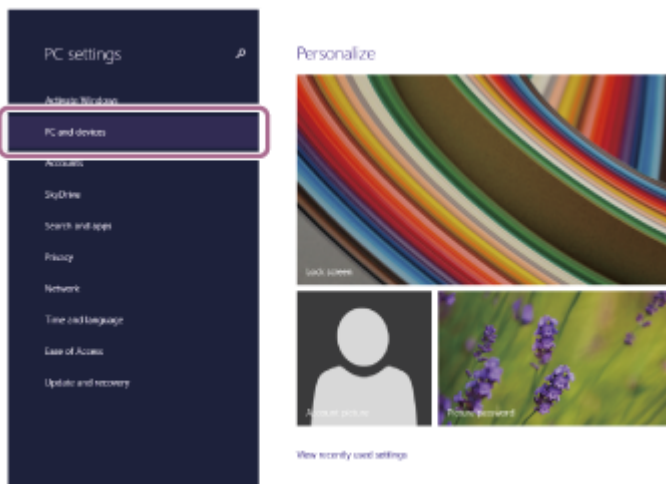 PC settings
Activate Windows
PC and devices
Accounts
SkyDrive
Search and apps
Privacy
Network
Time and language
Ease of Access
Update and recovery
Personalize
Lock screen
Account picture
Picture password
View recently used settings